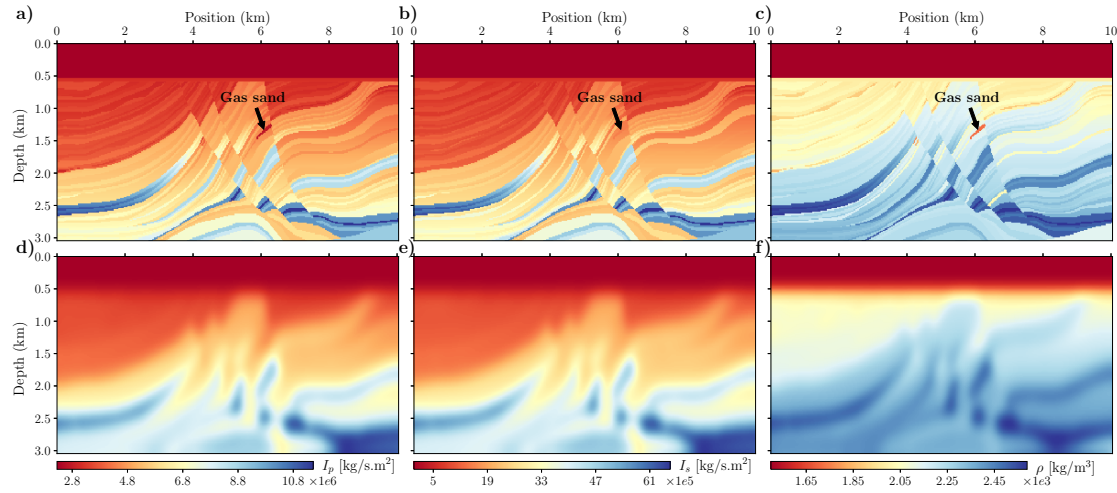 a) Position (km) b) Position (km) c) Position (km)
0 2 4 6 8 10 0 2 4 6 8 10 0 2 4 6 8 10
0.0
0.5
1.0
1.5
2.0
2.5
3.0
Depth (km)
Gas sand Gas sand Gas sand
d) e) f)
0.0
0.5
1.0
1.5
2.0
2.5
3.0
Depth (km)
I_p [kg/s.m²] I_s [kg/s.m²] ρ [kg/m³]
2.8 4.8 6.8 8.8 10.8 ×1e6 5 19 33 47 61 ×1e5 1.65 1.85 2.05 2.25 2.45 ×1e3